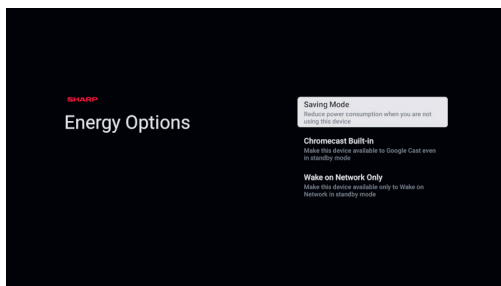 SHARP
Energy Options
Saving Mode
Reduce power consumption when you are not
using this device
Chromecast Built-in
Make this device available to Google Cast even
in standby mode
Wake on Network Only
Make this device available only to Wake on
Network in standby mode